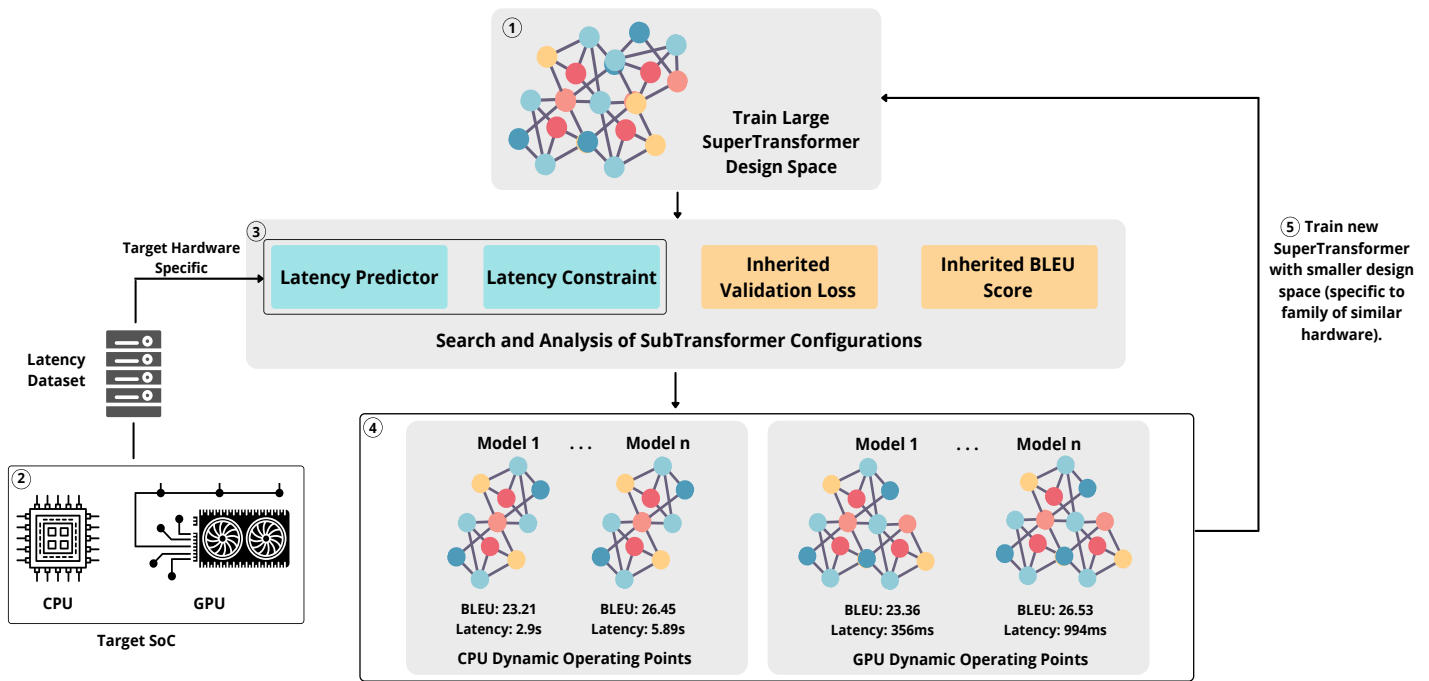 1
Train Large
SuperTransformer
Design Space
3
Target Hardware
Specific
Latency Predictor
Latency Constraint
Inherited
Validation Loss
Inherited BLEU
Score
Search and Analysis of SubTransformer Configurations
5 Train new
SuperTransformer
with smaller design
space (specific to
family of similar
hardware).
Latency
Dataset
2
CPU
GPU
Target SoC
4
Model 1 ... Model n
BLEU: 23.21
Latency: 2.9s
BLEU: 26.45
Latency: 5.89s
CPU Dynamic Operating Points
Model 1 ... Model n
BLEU: 23.36
Latency: 356ms
BLEU: 26.53
Latency: 994ms
GPU Dynamic Operating Points